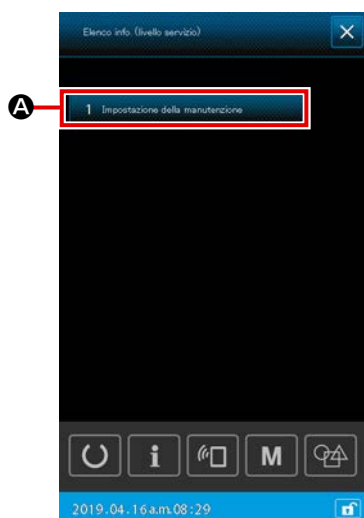 Elenco info. (livello servizio)
A
1 Impostazione della manutenzione
i M
2019.04.16a.m.08:29